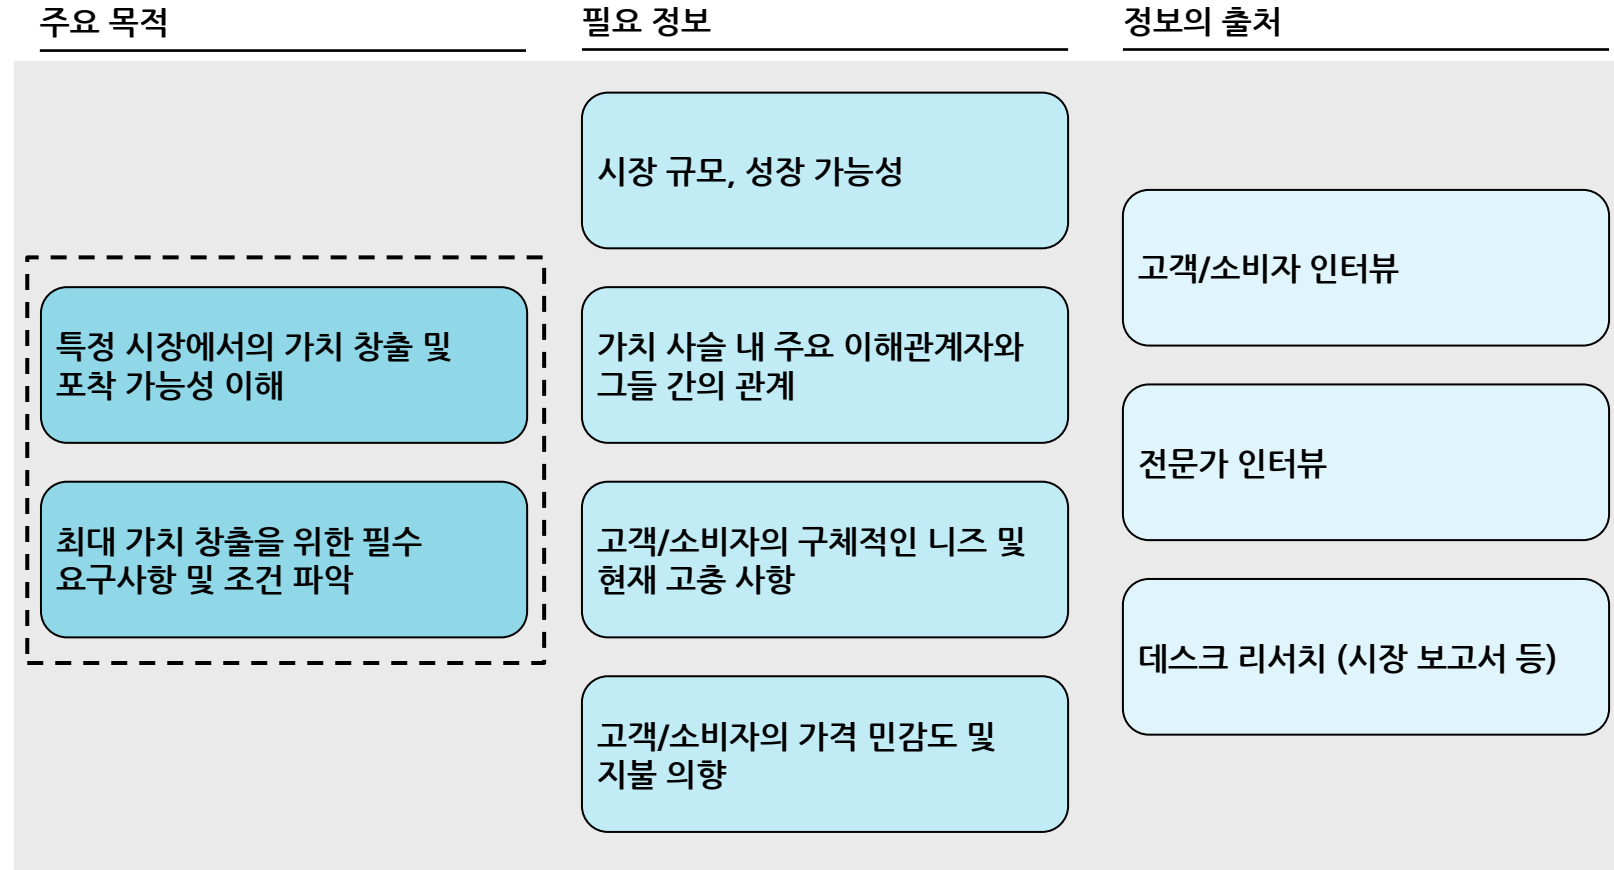 주요 목적
필요 정보
정보의 출처
특정 시장에서의 가치 창출 및
포착 가능성 이해
최대 가치 창출을 위한 필수
요구사항 및 조건 파악
시장 규모, 성장 가능성
가치 사슬 내 주요 이해관계자와
그들 간의 관계
고객/소비자의 구체적인 니즈 및
현재 고충 사항
고객/소비자의 가격 민감도 및
지불 의향
고객/소비자 인터뷰
전문가 인터뷰
데스크 리서치 (시장 보고서 등)